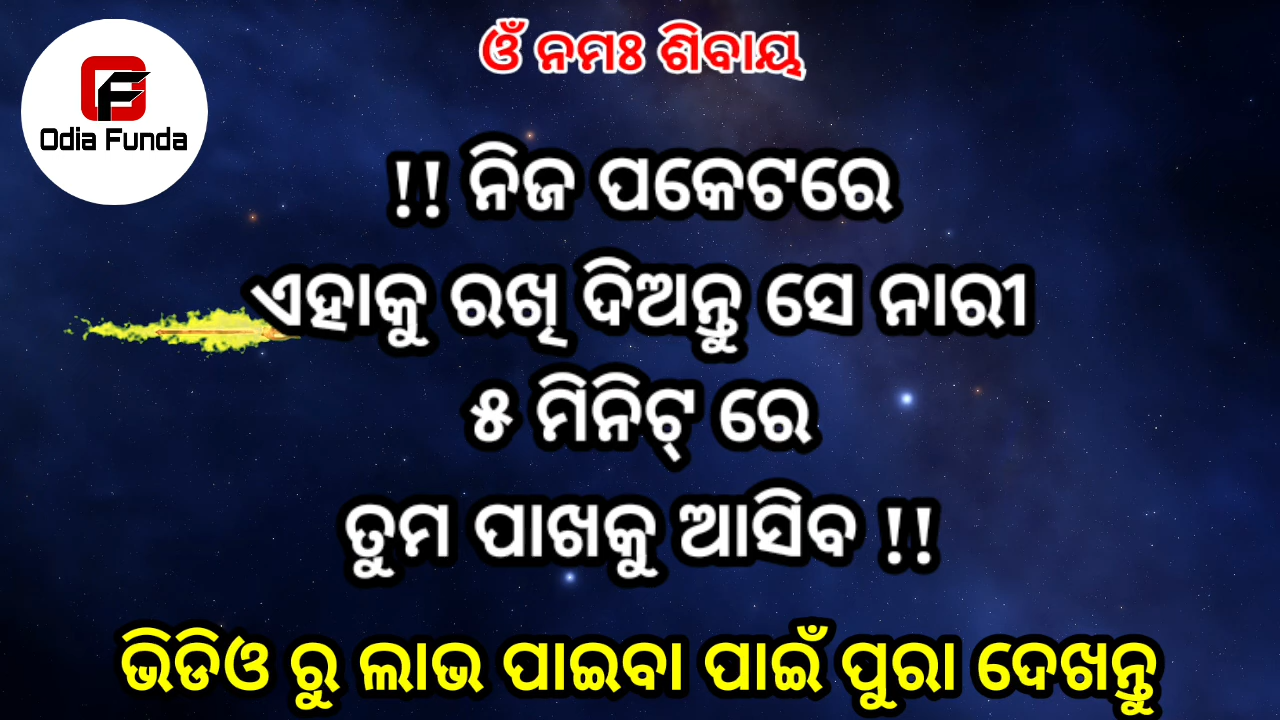 ଓଁ ନମଃ ଶିବାୟ
Odia Funda
!! ନିଜ ପକେଟରେ
ଏହାକୁ ରଖି ଦିଅନ୍ତୁ ସେ ନାରୀ
୫ ମିନିଟ୍ ରେ
ତୁମ ପାଖକୁ ଆସିବ !!
ଭିଡିଓ ରୁ ଲାଭ ପାଇବା ପାଇଁ ପୁରା ଦେଖନ୍ତୁ